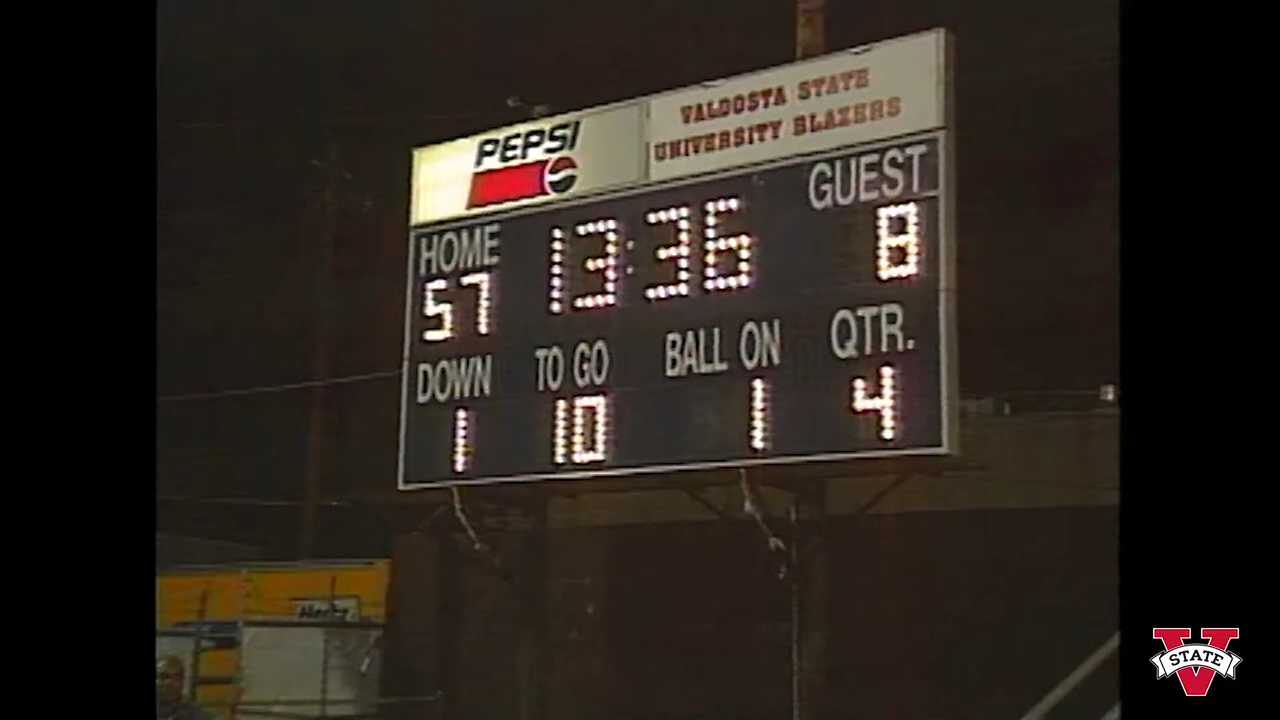 PEPSI
VALDOSTA STATE
UNIVERSITY BLAZERS
HOME
13:36
GUEST
57
8
DOWN
TO GO
BALL ON
QTR.
1
10
1
4
V
STATE